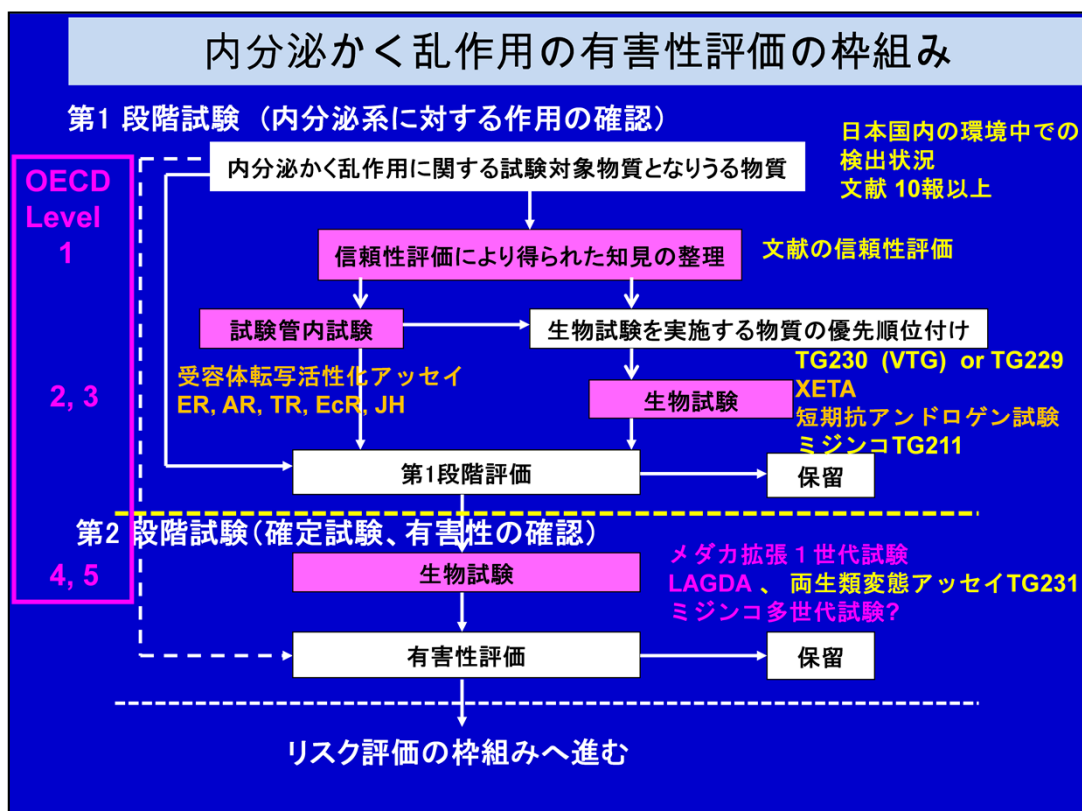 内分泌かく乱作用の有害性評価の枠組み
第1 段階試験 (内分泌系に対する作用の確認)
日本国内の環境中での
検出状況
文献 10報以上
内分泌かく乱作用に関する試験対象物質となりうる物質
OECD
Level
1
信頼性評価により得られた知見の整理
文献の信頼性評価
試験管内試験
生物試験を実施する物質の優先順位付け
受容体転写活性化アッセイ
ER, AR, TR, EcR, JH
2, 3
生物試験
TG230 (VTG) or TG229
XETA
短期抗アンドロゲン試験
ミジンコTG211
第1段階評価
保留
第2 段階試験(確定試験、有害性の確認)
4, 5
生物試験
メダカ拡張1世代試験
LAGDA 、両生類変態アッセイTG231
ミジンコ多世代試験?
有害性評価
保留
リスク評価の枠組みへ進む